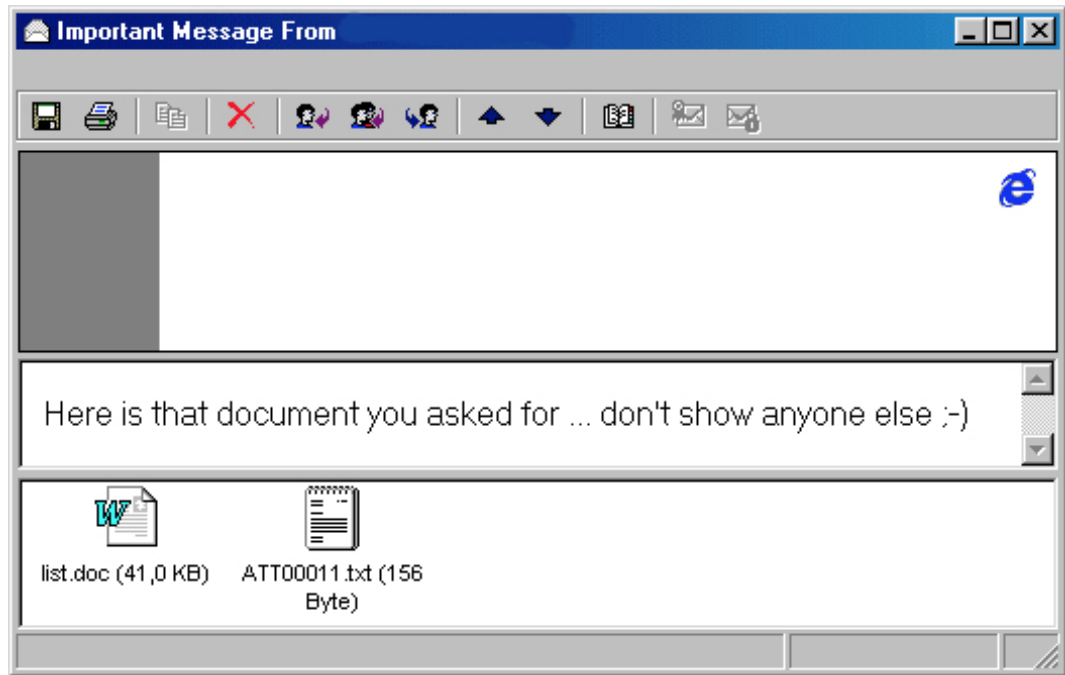 Important Message From
Here is that document you asked for ... don't show anyone else ;-)
list.doc (41,0 KB)
ATT00011.txt (156
Byte)